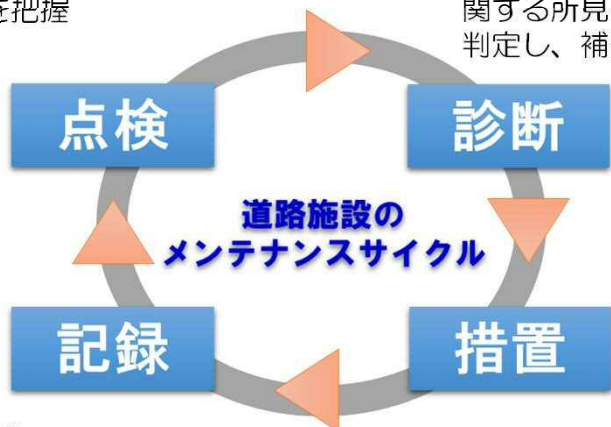 を把握
関する所見
判定し、補
点検
診断
道路施設の
メンテナンスサイクル
記録
措置